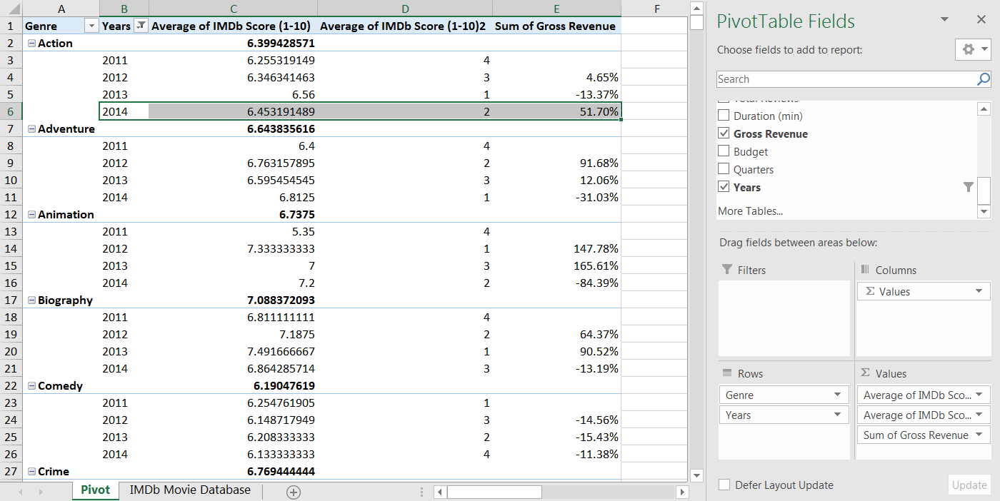 A B C D E F
1 Genre Years Average of IMDb Score (1-10) Average of IMDb Score (1-10)2 Sum of Gross Revenue
2 Action 6.399428571
3 2011 6.255319149 4
4 2012 6.346341463 3 4.65%
5 2013 6.56 1 -13.37%
6 2014 6.453191489 2 51.70%
7 Adventure 6.643835616
8 2011 6.4 4
9 2012 6.763157895 2 91.68%
10 2013 6.595454545 3 12.06%
11 2014 6.8125 1 -31.03%
12 Animation 6.7375
13 2011 5.35 4
14 2012 7.333333333 1 147.78%
15 2013 7 3 165.61%
16 2014 7.2 2 -84.39%
17 Biography 7.088372093
18 2011 6.811111111 4
19 2012 7.1875 2 64.37%
20 2013 7.491666667 1 90.52%
21 2014 6.864285714 3 -13.19%
22 Comedy 6.19047619
23 2011 6.254761905 1
24 2012 6.148717949 3 -14.56%
25 2013 6.208333333 2 -15.43%
26 2014 6.133333333 4 -11.38%
27 Crime 6.769444444
Pivot IMDb Movie Database
PivotTable Fields
Choose fields to add to report:
Search
Total Reviews
Duration (min)
Gross Revenue
Budget
Quarters
Years
More Tables...
Drag fields between areas below:
Filters
Columns
Σ Values
Rows
Genre
Years
Σ Values
Average of IMDb Sco...
Average of IMDb Sco...
Sum of Gross Revenue
Defer Layout Update
Update